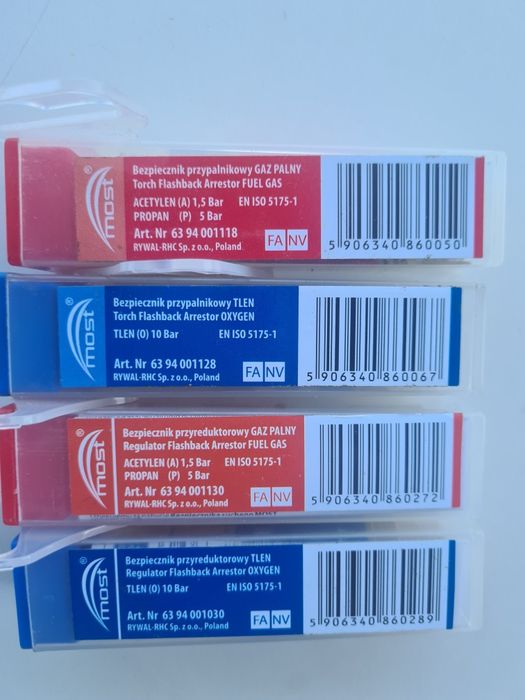 most
®
Bezpiecznik przypalnikowy GAZ PALNY
Torch Flashback Arrestor FUEL GAS
ACETYLEN (A) 1,5 Bar EN ISO 5175-1
PROPAN (P) 5 Bar
Art. Nr 63 94 001118
RYWAL-RHC Sp. z o.o., Poland
FA NV
5 906340 860050
most
®
Bezpiecznik przypalnikowy TLEN
Torch Flashback Arrestor OXYGEN
TLEN (O) 10 Bar EN ISO 5175-1
Art. Nr 63 94 001128
RYWAL-RHC Sp. z o.o., Poland
FA NV
5 906340 860067
most
®
Bezpiecznik przyreduktorowy GAZ PALNY
Regulator Flashback Arrestor FUEL GAS
ACETYLEN (A) 1,5 Bar EN ISO 5175-1
PROPAN (P) 5 Bar
Art. Nr 63 94 001130
RYWAL-RHC Sp. z o.o., Poland
FA NV
5 906340 860272
most
®
Bezpiecznik przyreduktorowy TLEN
Regulator Flashback Arrestor OXYGEN
TLEN (O) 10 Bar EN ISO 5175-1
Art. Nr 63 94 001030
RYWAL-RHC Sp. z o.o., Poland
FA NV
5 906340 860289